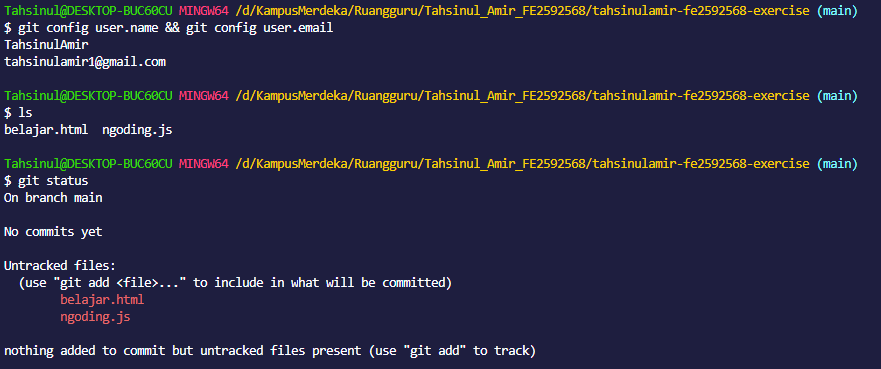 Tahsinul@DESKTOP-BUC60CU MINGW64 /d/KampusMerdeka/Ruangguru/Tahsinul_Amir_FE2592568/tahsinulamir-fe2592568-exercise (main)
$ git config user.name && git config user.email
TahsinulAmir
tahsinulamir1@gmail.com

Tahsinul@DESKTOP-BUC60CU MINGW64 /d/KampusMerdeka/Ruangguru/Tahsinul_Amir_FE2592568/tahsinulamir-fe2592568-exercise (main)
$ ls
belajar.html  ngoding.js

Tahsinul@DESKTOP-BUC60CU MINGW64 /d/KampusMerdeka/Ruangguru/Tahsinul_Amir_FE2592568/tahsinulamir-fe2592568-exercise (main)
$ git status
On branch main

No commits yet

Untracked files:
  (use "git add <file>..." to include in what will be committed)
        belajar.html
        ngoding.js

nothing added to commit but untracked files present (use "git add" to track)